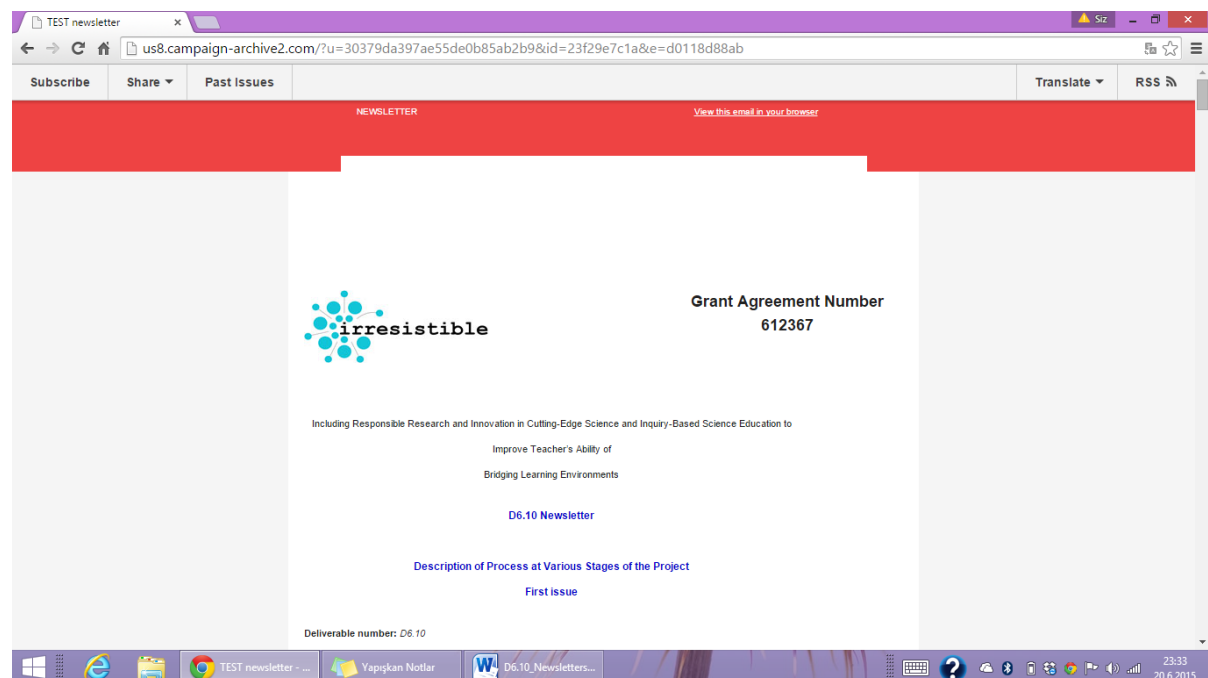 TEST newsletter
Siz
us8.campaign-archive2.com/?u=30379da397ae55de0b85ab2b9&id=23f29e7c1a&e=d0118d88ab
Subscribe Share Past Issues Translate RSS
NEWSLETTER View this email in your browser
irresistible
Grant Agreement Number
612367
Including Responsible Research and Innovation in Cutting-Edge Science and Inquiry-Based Science Education to
Improve Teacher's Ability of
Bridging Learning Environments
D6.10 Newsletter
Description of Process at Various Stages of the Project
First issue
Deliverable number: D6.10
TEST newsletter - ... Yapışkan Notlar D6.10_Newsletters... 23:33
20.6.2015